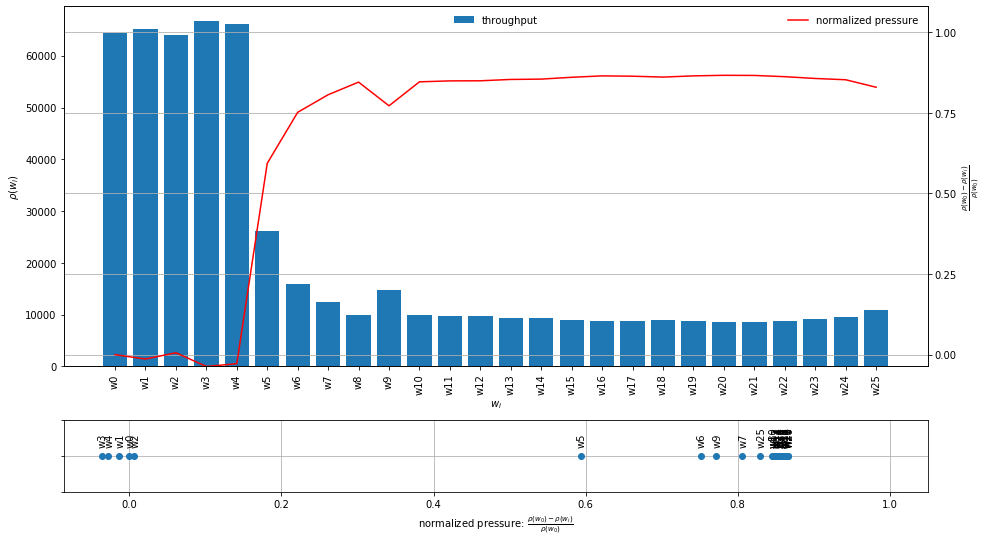 throughput
normalized pressure
60000
50000
40000
30000
20000
10000
0
ρ(wᵢ)
1.00
0.75
0.50
0.25
0.00
ρ(w₀) − ρ(wᵢ)
ρ(w₀)
w0 w1 w2 w3 w4 w5 w6 w7 w8 w9 w10 w11 w12 w13 w14 w15 w16 w17 w18 w19 w20 w21 w22 w23 w24 w25
wᵢ
w3 w4 w1 w0 w2 w5 w6 w9 w7 w25
0.0 0.2 0.4 0.6 0.8 1.0
normalized pressure: ρ(w₀) − ρ(wᵢ)
ρ(w₀)